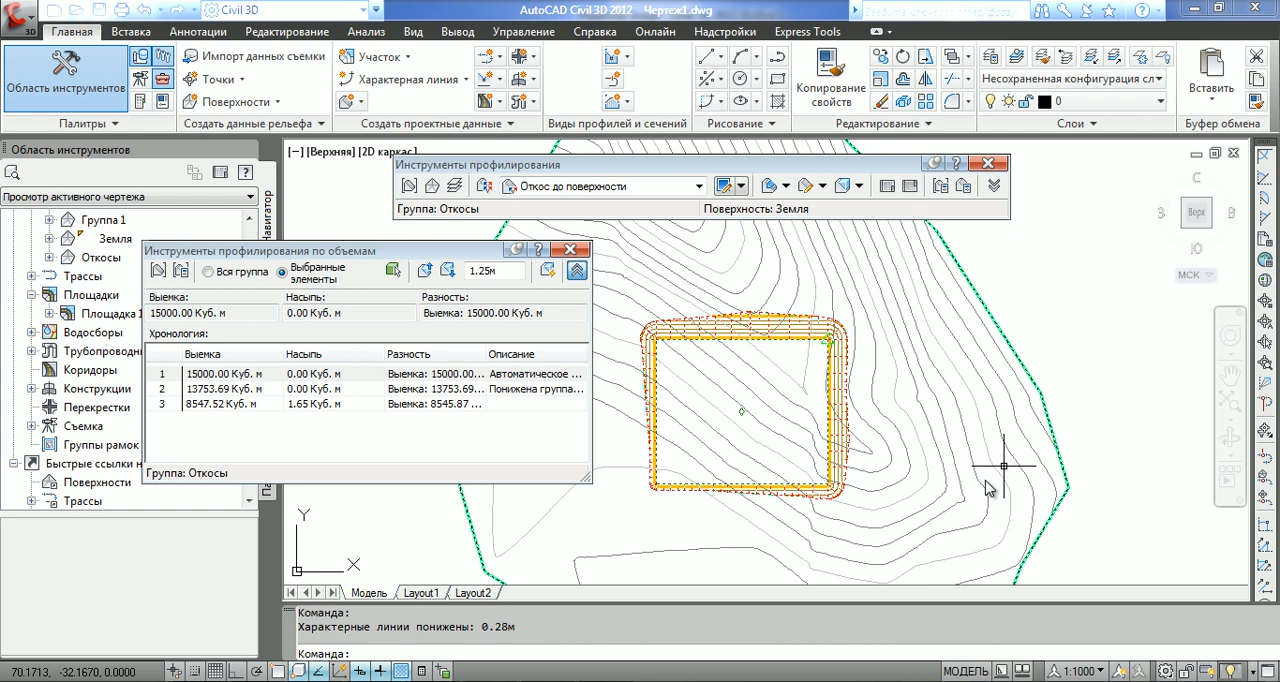 Civil 3D
AutoCAD Civil 3D 2012
Чертеж1.dwg
Введите ключевое слово/фразу
3D
Главная
Вставка
Аннотации
Редактирование
Анализ
Вид
Вывод
Управление
Справка
Онлайн
Надстройки
Express Tools
Область инструментов
Импорт данных съемки
Точки
Поверхности
Участок
Характерная линия
Копирование свойств
Несохраненная конфигурация сл
0
Вставить
Палитры
Создать данные рельефа
Создать проектные данные
Виды профилей и сечений
Рисование
Редактирование
Слои
Буфер обмена
Область инструментов
Просмотр активного чертежа
Группа 1
Земля
Откосы
Трассы
Площадки
Площадка
Водосборы
Трубопроводн
Коридоры
Конструкции
Перекрестки
Съемка
Группы рамок
Быстрые ссылки н
Поверхности
Трассы
Навигатор
[−] [Верхняя] [2D каркас]
Инструменты профилирования
Откос до поверхности
Группа: Откосы
Поверхность: Земля
Инструменты профилирования по объемам
Вся группа
Выбранные элементы
1.25м
Выемка:
Насыпь:
Разность:
15000.00 Куб. м
0.00 Куб. м
Выемка: 15000.00 Куб. м
Хронология:
Выемка Насыпь Разность Описание
1 15000.00 Куб. м 0.00 Куб. м Выемка: 15000.00... Автоматическое ...
2 13753.69 Куб. м 0.00 Куб. м Выемка: 13753.69... Понижена группа...
3 8547.52 Куб. м 1.65 Куб. м Выемка: 8545.87 ...
Группа: Откосы
С
З
Верх
В
Ю
МСК
Y
X
Модель
Layout1
Layout2
Команда:
Характерные линии понижены: 0.28м
Команда:
70.1713, -32.1670, 0.0000
МОДЕЛЬ
1:1000